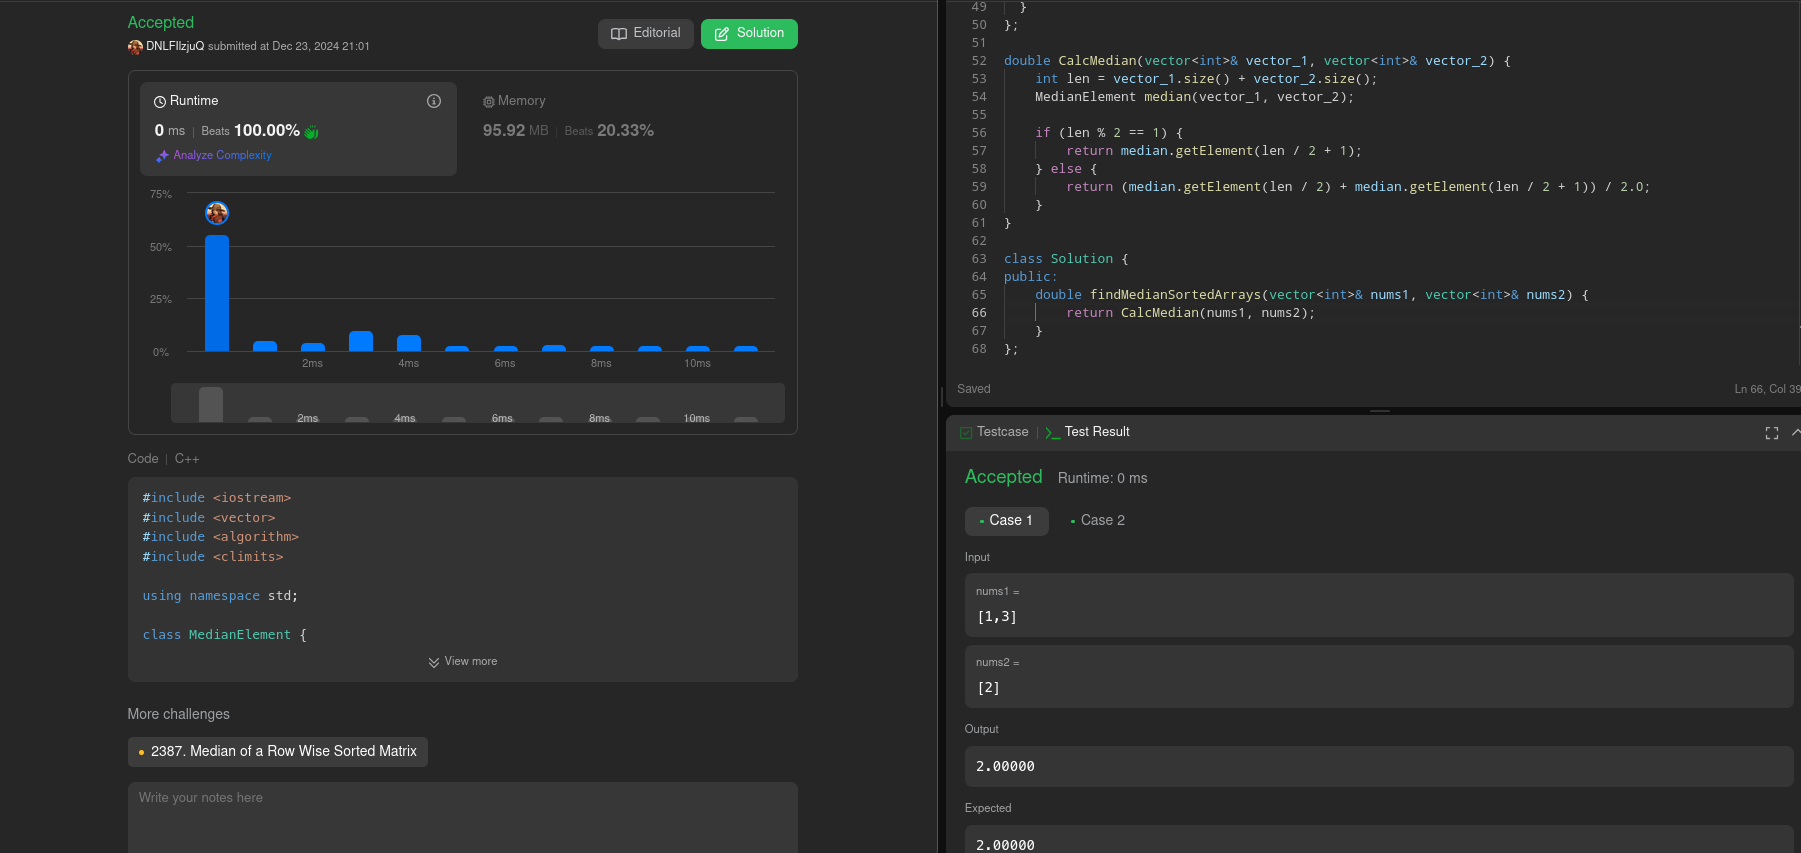 Accepted
DNLFIlzjuQ submitted at Dec 23, 2024 21:01
Editorial
Solution
Runtime
0 ms | Beats 100.00%
Analyze Complexity
Memory
95.92 MB | Beats 20.33%
75%
50%
25%
0%
2ms 4ms 6ms 8ms 10ms
2ms 4ms 6ms 8ms 10ms
Code | C++
#include <iostream>
#include <vector>
#include <algorithm>
#include <climits>
using namespace std;
class MedianElement {
View more
More challenges
2387. Median of a Row Wise Sorted Matrix
Write your notes here
49 }
50 };
51
52 double CalcMedian(vector<int>& vector_1, vector<int>& vector_2) {
53 int len = vector_1.size() + vector_2.size();
54 MedianElement median(vector_1, vector_2);
55
56 if (len % 2 == 1) {
57 return median.getElement(len / 2 + 1);
58 } else {
59 return (median.getElement(len / 2) + median.getElement(len / 2 + 1)) / 2.0;
60 }
61 }
62
63 class Solution {
64 public:
65 double findMedianSortedArrays(vector<int>& nums1, vector<int>& nums2) {
66 return CalcMedian(nums1, nums2);
67 }
68 };
Saved
Ln 66, Col 39
Testcase | >_ Test Result
Accepted Runtime: 0 ms
Case 1 Case 2
Input
nums1 =
[1,3]
nums2 =
[2]
Output
2.00000
Expected
2.00000